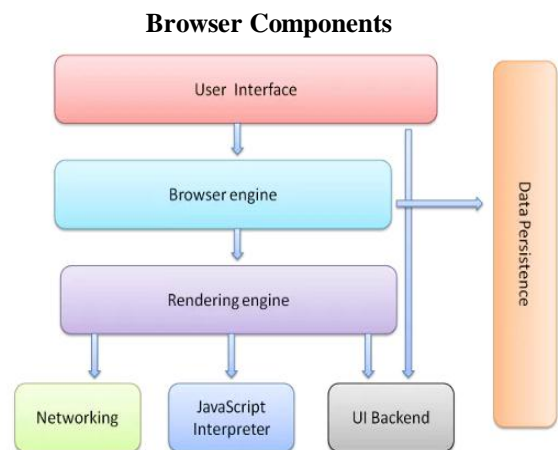 Browser Components
User Interface
Browser engine
Data Persistence
Rendering engine
Networking
JavaScript
Interpreter
UI Backend